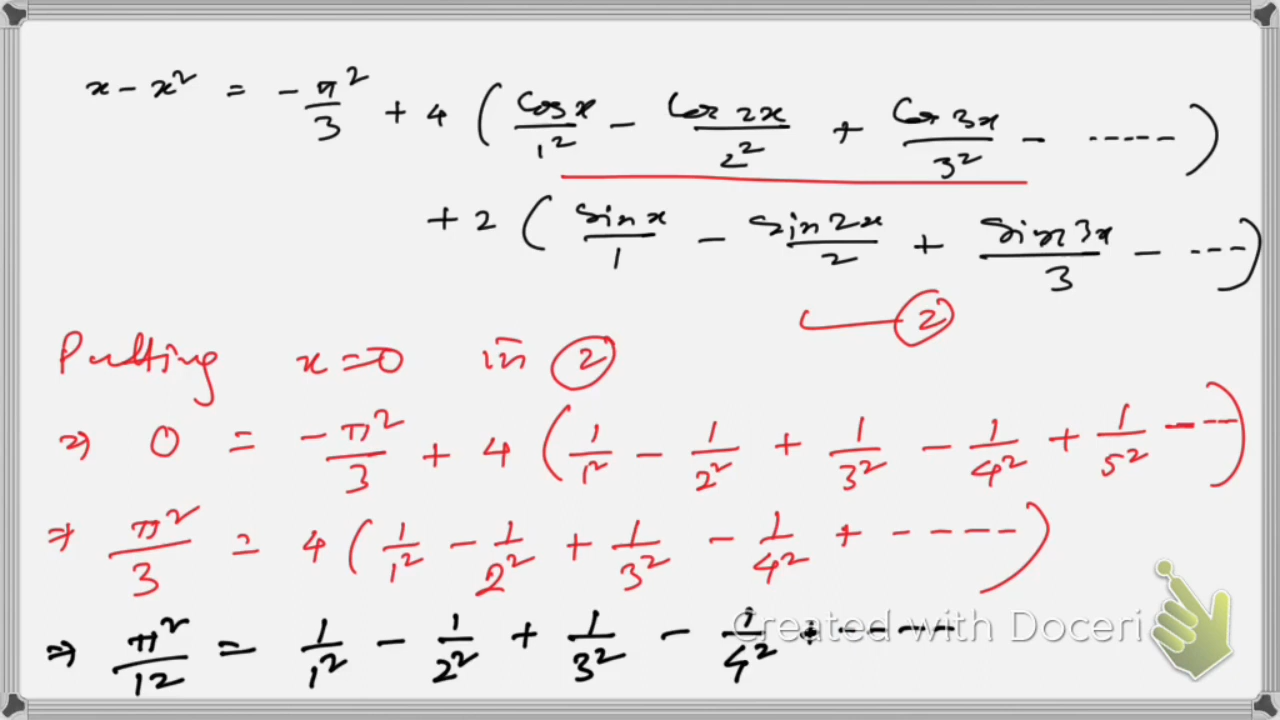 x - x² = -π²/3 + 4 ( cos x/1² - cos 2x/2² + cos 3x/3² - ----- )
+ 2 ( sin x/1 - sin 2x/2 + sin 3x/3 - ---- )
②
Putting x=0 in ②
⇒ 0 = -π²/3 + 4 ( 1/1² - 1/2² + 1/3² - 1/4² + 1/5² ---- )
⇒ π²/3 = 4 ( 1/1² - 1/2² + 1/3² - 1/4² + ----- )
⇒ π²/12 = 1/1² - 1/2² + 1/3² - 1/4² + -----
Created with Doceri